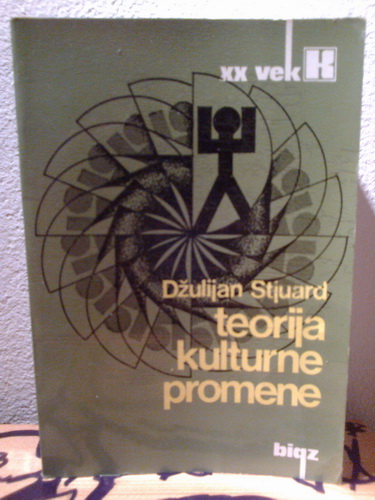 xx vek K
Džulijan Stjuard
teorija
kulturne
promene
bigz